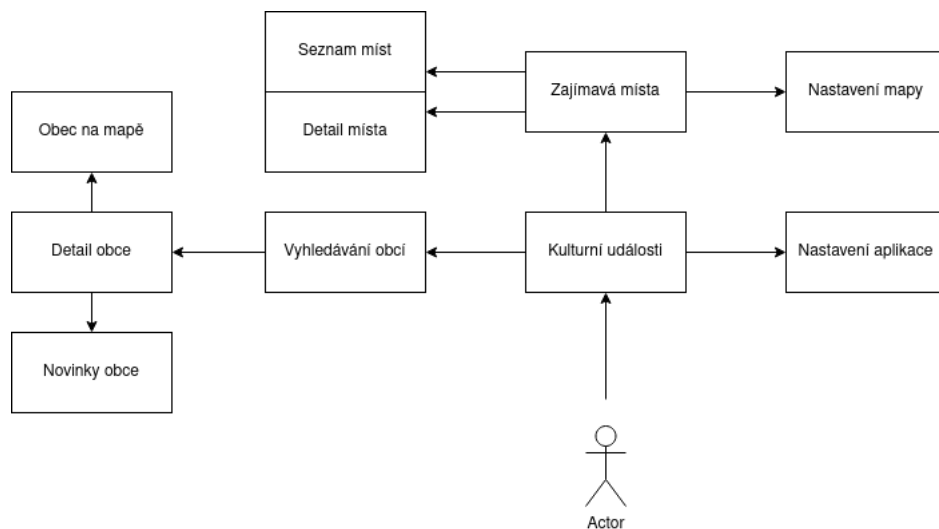 Seznam míst
Zajímavá místa
Nastavení mapy
Obec na mapě
Detail místa
Detail obce
Vyhledávání obcí
Kulturní události
Nastavení aplikace
Novinky obce
Actor